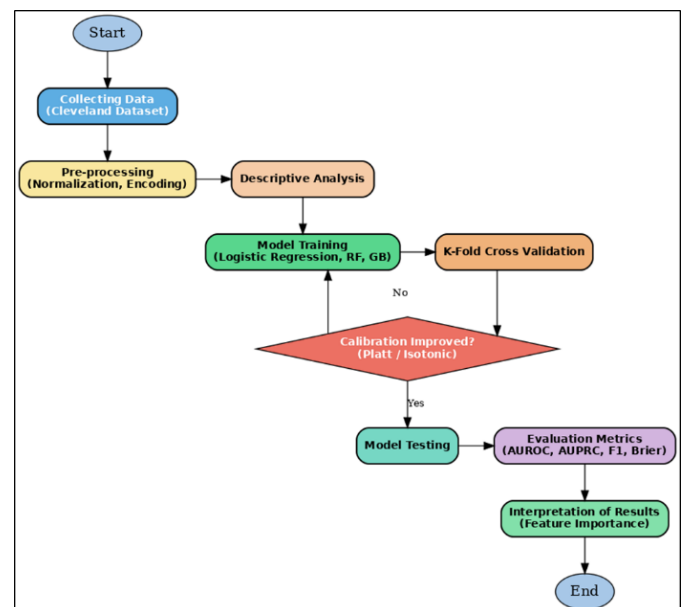 Start
Collecting Data
(Cleveland Dataset)
Pre-processing
(Normalization, Encoding)
Descriptive Analysis
Model Training
(Logistic Regression, RF, GB)
K-Fold Cross Validation
No
Calibration Improved?
(Platt / Isotonic)
Yes
Model Testing
Evaluation Metrics
(AUROC, AUPRC, F1, Brier)
Interpretation of Results
(Feature Importance)
End